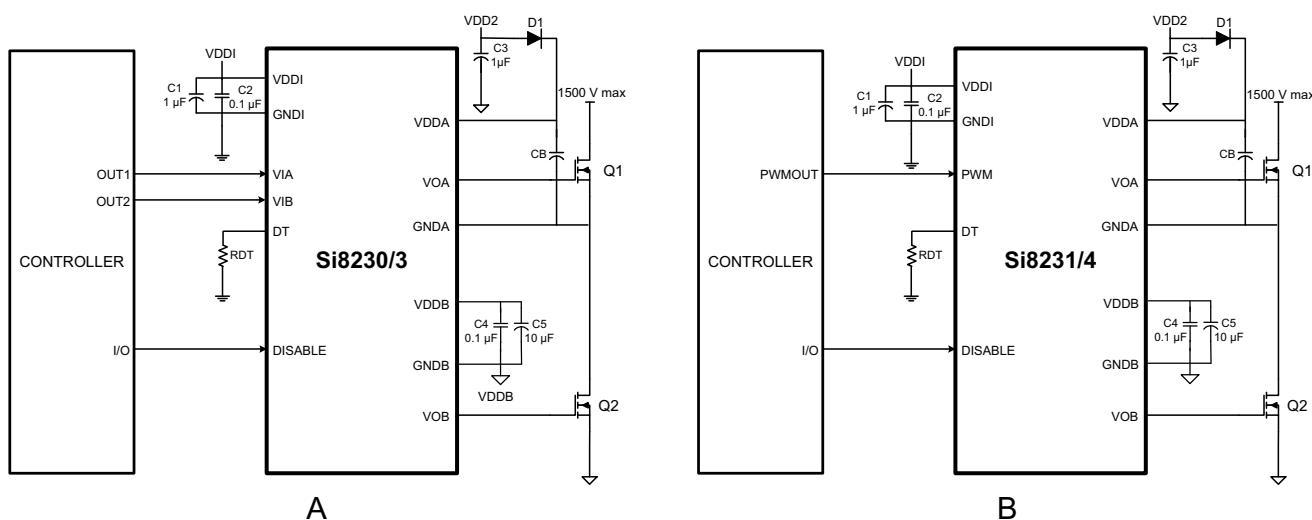 VDD2
D1
C3
1µF
VDDI
C1
1 µF
C2
0.1 µF
VDDI
GNDI
1500 V max
VDDA
CB
Q1
OUT1
VIA
VOA
OUT2
VIB
GNDA
DT
RDT
CONTROLLER
Si8230/3
VDDB
C4
0.1 µF
C5
10 µF
I/O
DISABLE
GNDB
VDDB
VOB
Q2
A
VDD2
D1
C3
1µF
VDDI
C1
1 µF
C2
0.1 µF
VDDI
GNDI
1500 V max
VDDA
CB
Q1
PWMOUT
PWM
VOA
GNDA
DT
RDT
CONTROLLER
Si8231/4
VDDB
C4
0.1 µF
C5
10 µF
I/O
DISABLE
GNDB
VOB
Q2
B